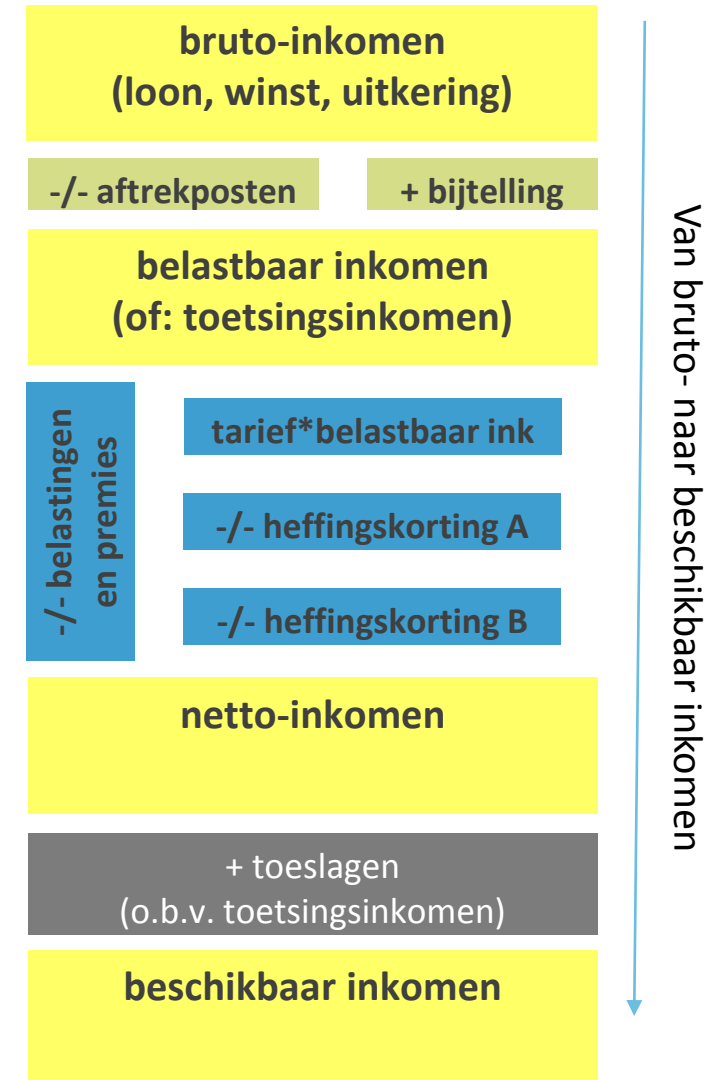 bruto-inkomen
(loon, winst, uitkering)
-/- aftrekposten
+ bijtelling
belastbaar inkomen
(of: toetsingsinkomen)
-/- belastingen
en premies
tarief*belastbaar ink
-/- heffingskorting A
-/- heffingskorting B
netto-inkomen
+ toeslagen
(o.b.v. toetsingsinkomen)
beschikbaar inkomen
Van bruto- naar beschikbaar inkomen